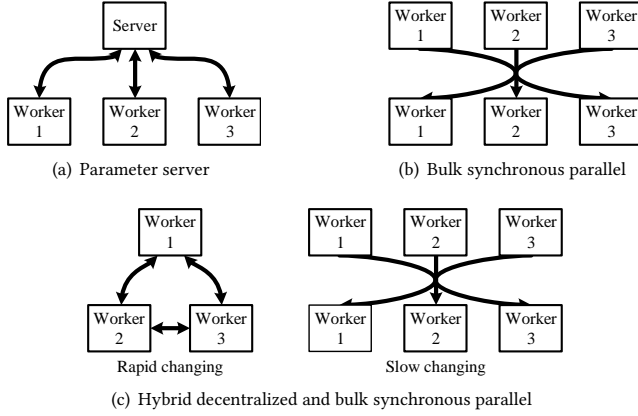 Server
Worker
1
Worker
2
Worker
3
(a) Parameter server
Worker
1
Worker
2
Worker
3
Worker
1
Worker
2
Worker
3
(b) Bulk synchronous parallel
Worker
1
Worker
2
Worker
3
Rapid changing
Worker
1
Worker
2
Worker
3
Worker
1
Worker
2
Worker
3
Slow changing
(c) Hybrid decentralized and bulk synchronous parallel